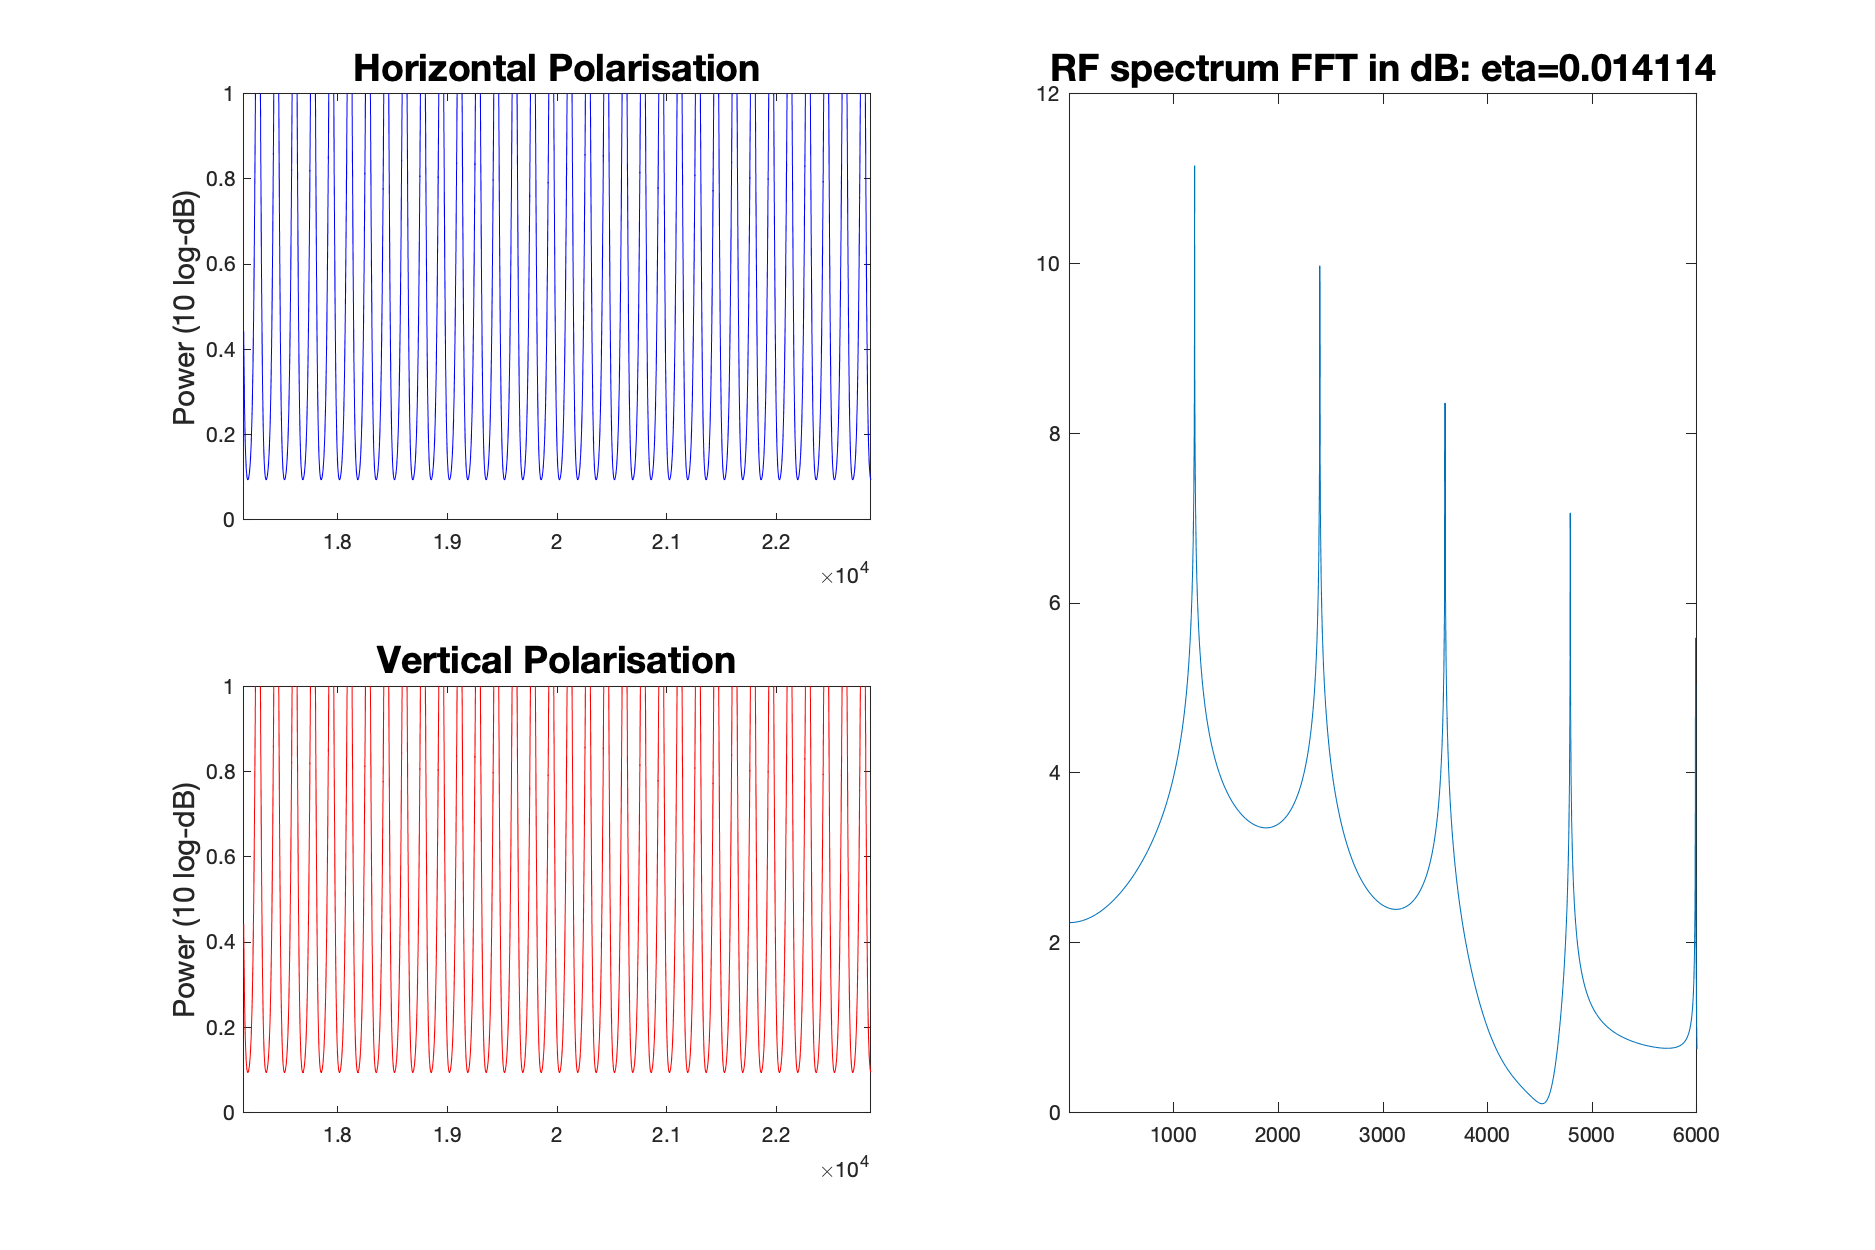 Horizontal Polarisation
Power (10 log-dB)
1
0.8
0.6
0.4
0.2
0
1.8 1.9 2 2.1 2.2
×10^4
Vertical Polarisation
Power (10 log-dB)
1
0.8
0.6
0.4
0.2
0
1.8 1.9 2 2.1 2.2
×10^4
RF spectrum FFT in dB: eta=0.014114
12
10
8
6
4
2
0
1000 2000 3000 4000 5000 6000